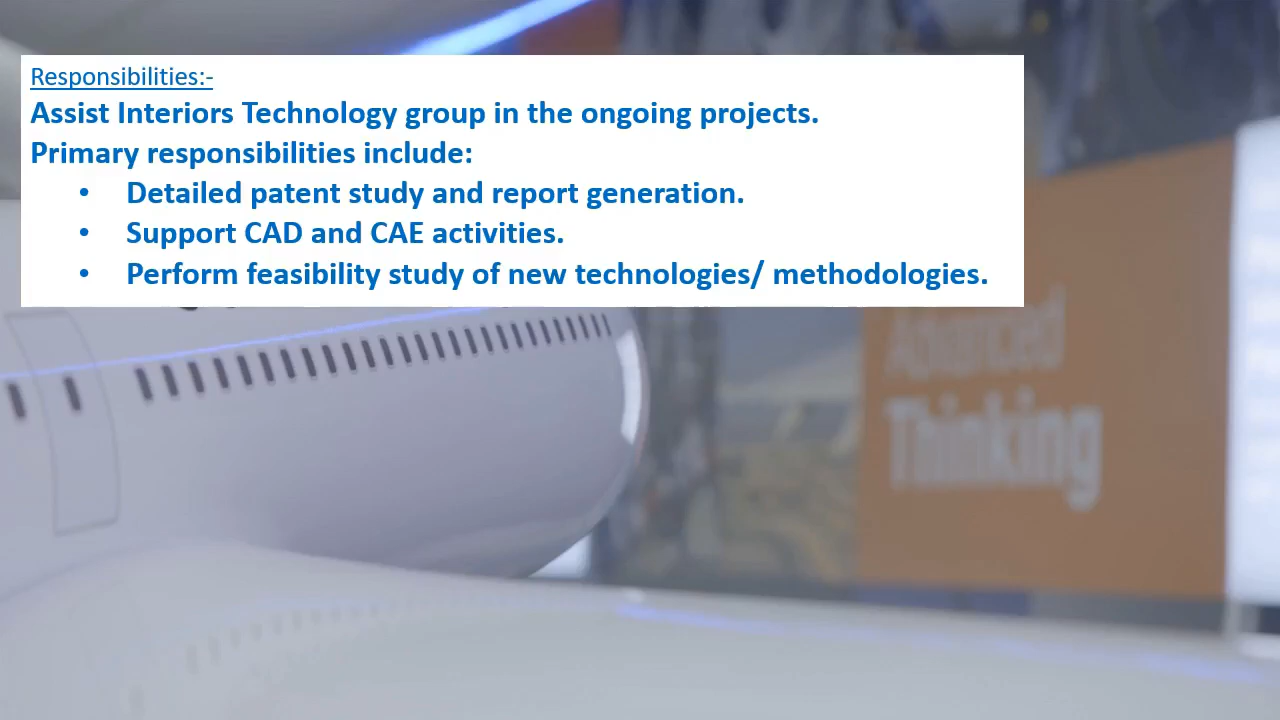 Responsibilities:-
Assist Interiors Technology group in the ongoing projects.
Primary responsibilities include:
• Detailed patent study and report generation.
• Support CAD and CAE activities.
• Perform feasibility study of new technologies/ methodologies.
Advanced
Thinking